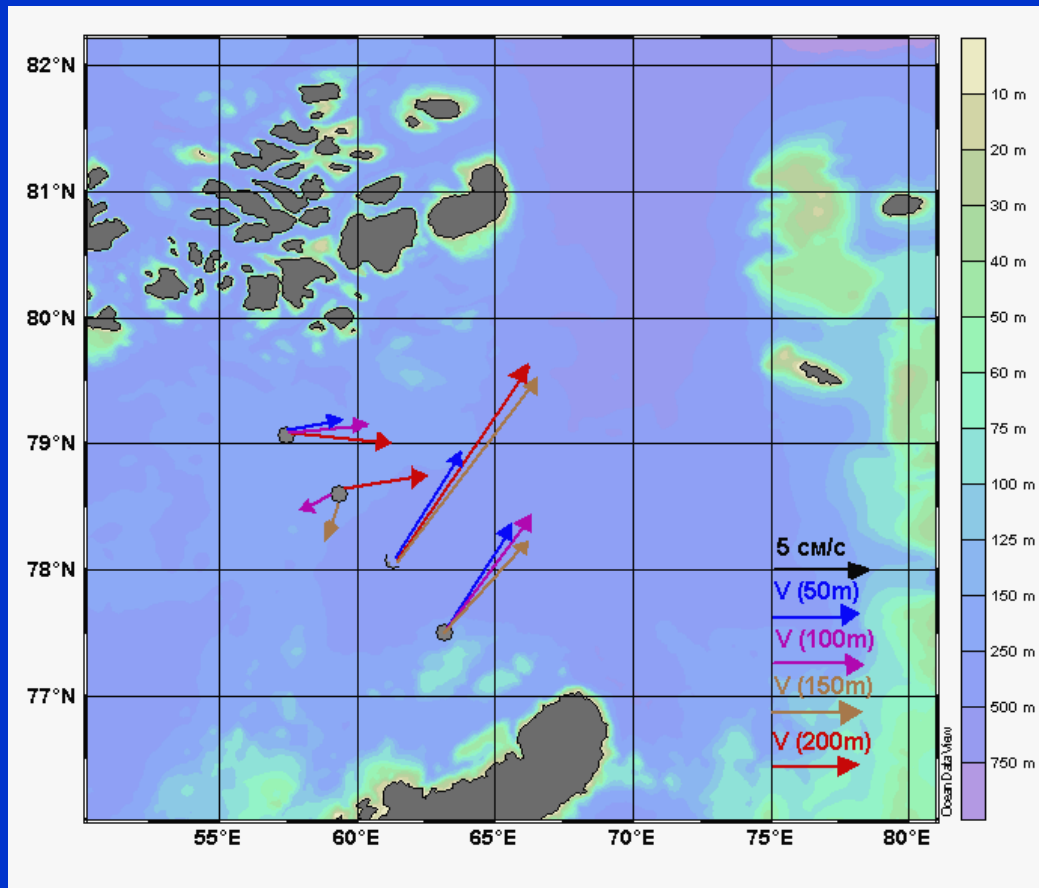 82°N
81°N
80°N
79°N
78°N
77°N
55°E 60°E 65°E 70°E 75°E 80°E
5 см/с
V (50m)
V (100m)
V (150m)
V (200m)
Ocean Data View
10 m
20 m
30 m
40 m
50 m
60 m
75 m
100 m
125 m
150 m
250 m
500 m
750 m